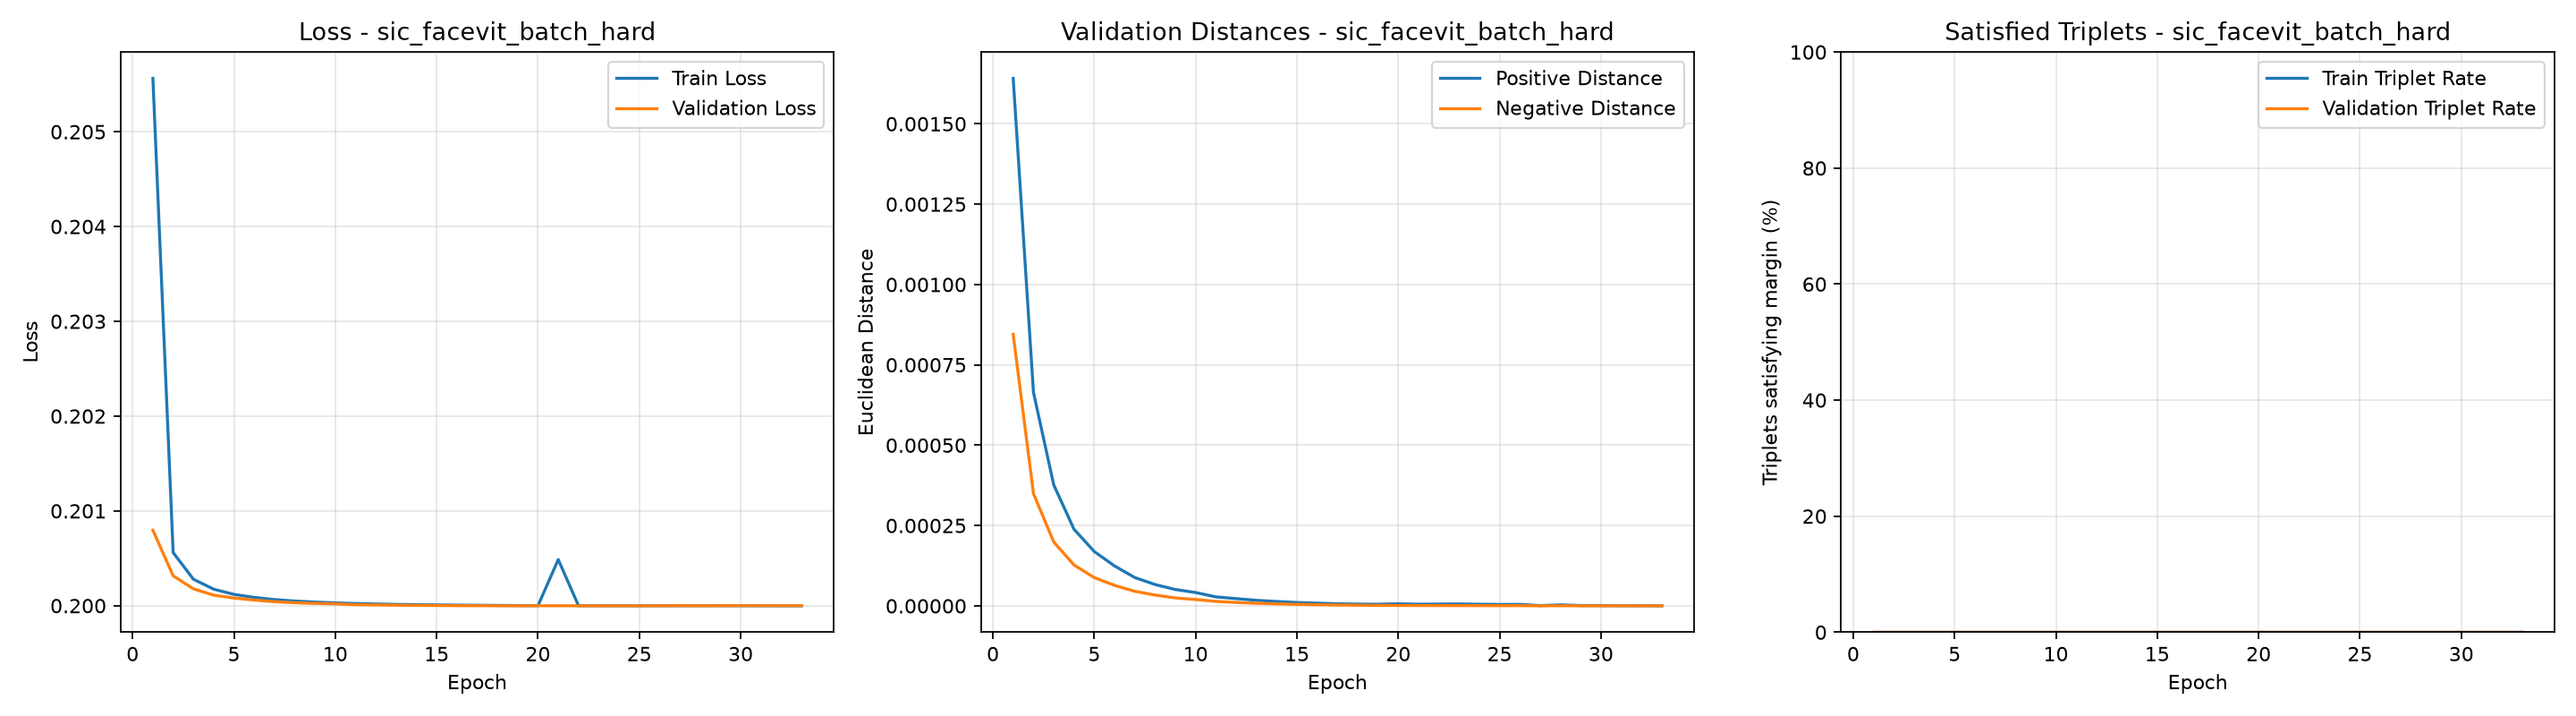 Loss - sic_facevit_batch_hard
Train Loss
Validation Loss
0.205
0.204
0.203
0.202
0.201
0.200
Loss
0
5
10
15
20
25
30
Epoch
Validation Distances - sic_facevit_batch_hard
Positive Distance
Negative Distance
0.00150
0.00125
0.00100
0.00075
0.00050
0.00025
0.00000
Euclidean Distance
0
5
10
15
20
25
30
Epoch
Satisfied Triplets - sic_facevit_batch_hard
Train Triplet Rate
Validation Triplet Rate
100
80
60
40
20
0
Triplets satisfying margin (%)
0
5
10
15
20
25
30
Epoch